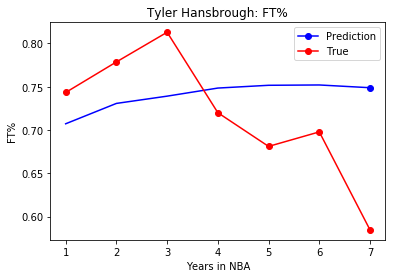 Tyler Hansbrough: FT%
Prediction
True
FT%
0.80
0.75
0.70
0.65
0.60
1 2 3 4 5 6 7
Years in NBA